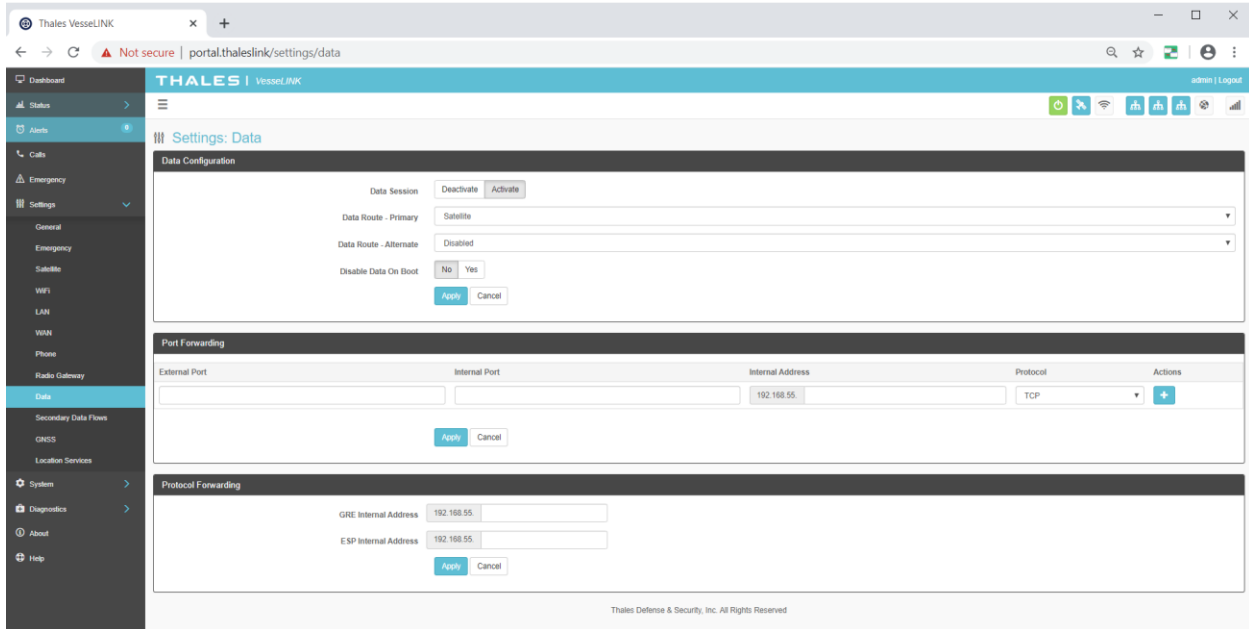 Thales VesseLINK
Not secure | portal.thaleslink/settings/data
Dashboard
THALES | VesseLINK
admin | Logout
Status
Alerts 0
Calls
Emergency
Settings
General
Emergency
Satellite
WiFi
LAN
WAN
Phone
Radio Gateway
Data
Secondary Data Flows
GNSS
Location Services
System
Diagnostics
About
Help
Settings: Data
Data Configuration
Data Session Deactivate Activate
Data Route - Primary Satellite
Data Route - Alternate Disabled
Disable Data On Boot No Yes
Apply Cancel
Port Forwarding
External Port Internal Port Internal Address Protocol Actions
192.168.55. TCP
Apply Cancel
Protocol Forwarding
GRE Internal Address 192.168.55.
ESP Internal Address 192.168.55.
Apply Cancel
Thales Defense & Security, Inc. All Rights Reserved